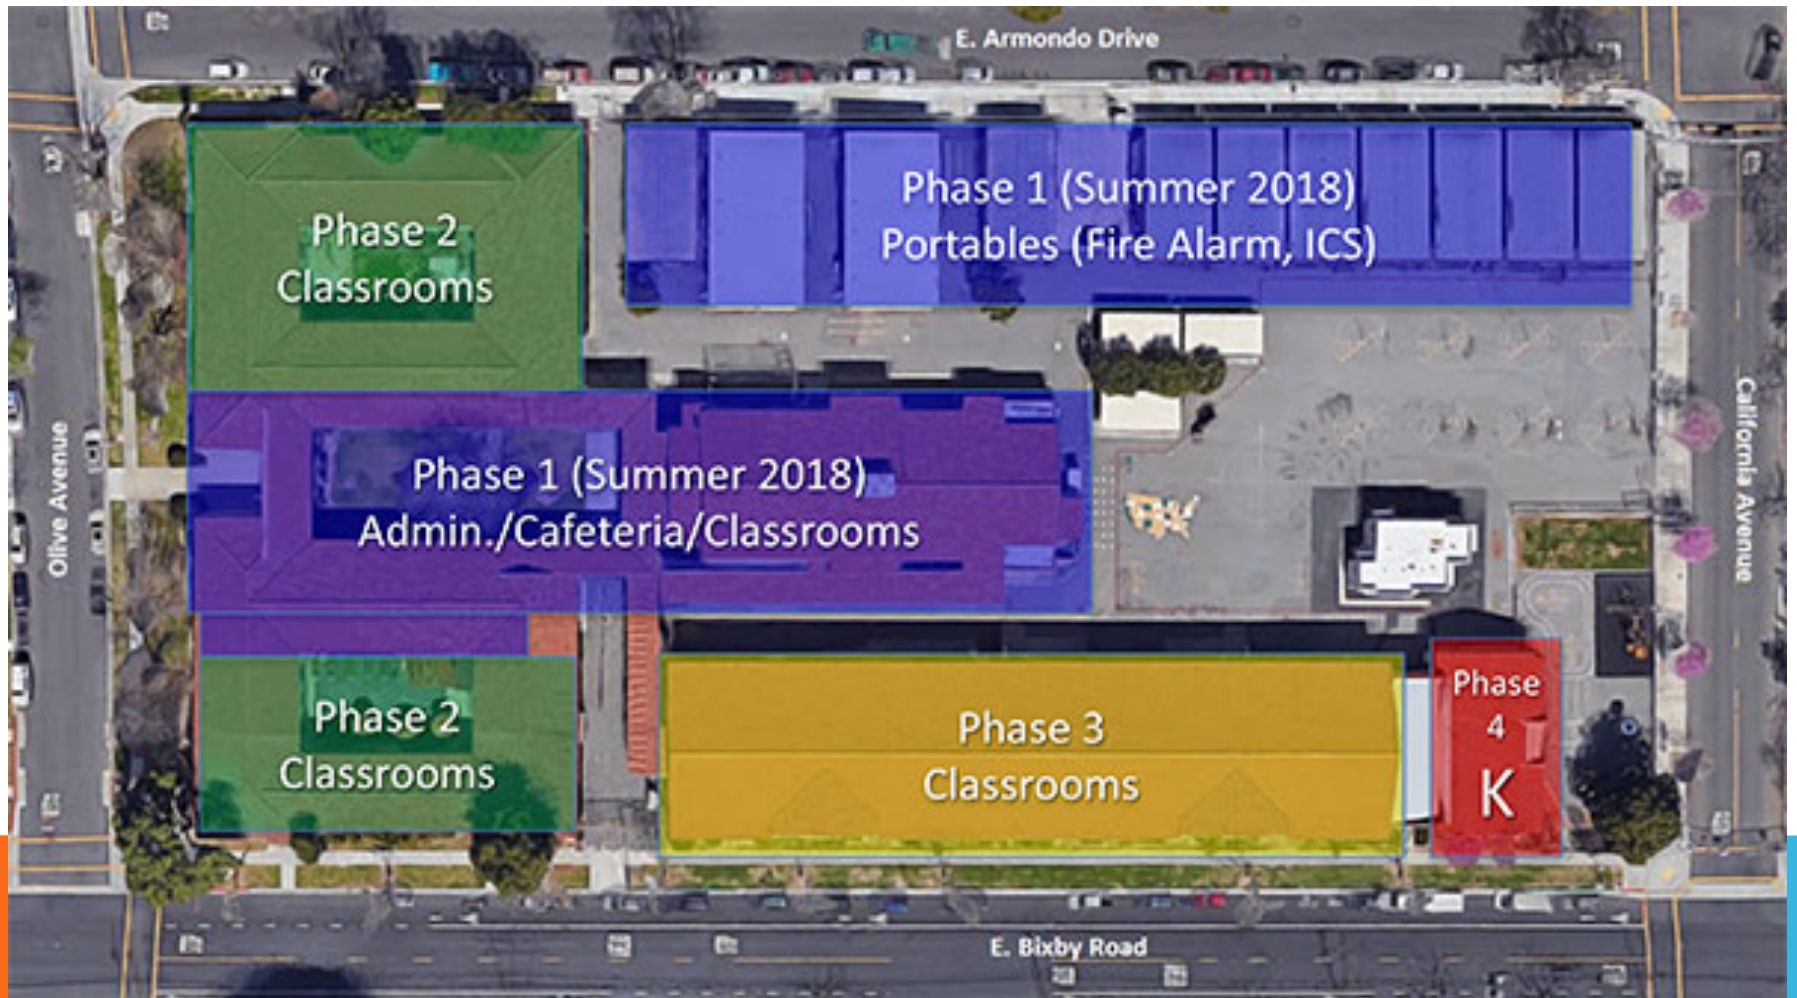 E. Armondo Drive
Phase 2
Classrooms
Phase 1 (Summer 2018)
Portables (Fire Alarm, ICS)
Olive Avenue
California Avenue
Phase 1 (Summer 2018)
Admin./Cafeteria/Classrooms
Phase 2
Classrooms
Phase 3
Classrooms
Phase
4
K
E. Bixby Road